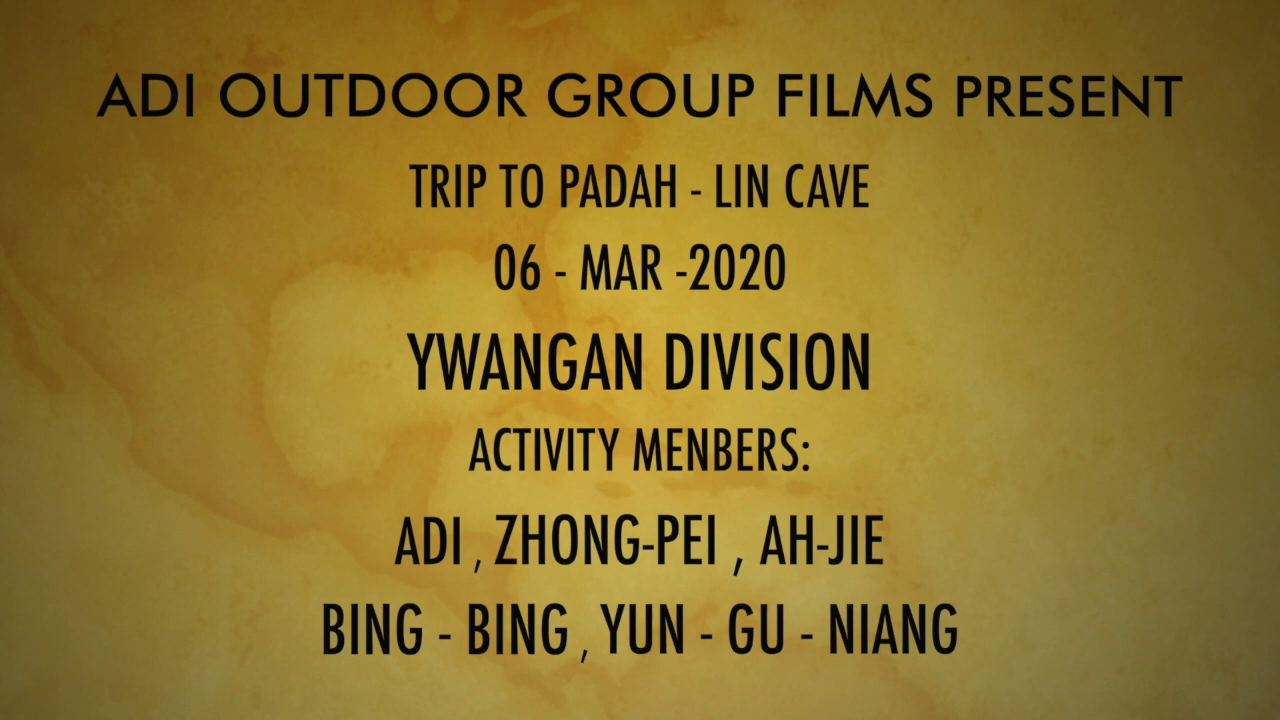 ADI OUTDOOR GROUP FILMS PRESENT
TRIP TO PADAH - LIN CAVE
06 - MAR -2020
YWANGAN DIVISION
ACTIVITY MENBERS:
ADI , ZHONG-PEI , AH-JIE
BING - BING , YUN - GU - NIANG